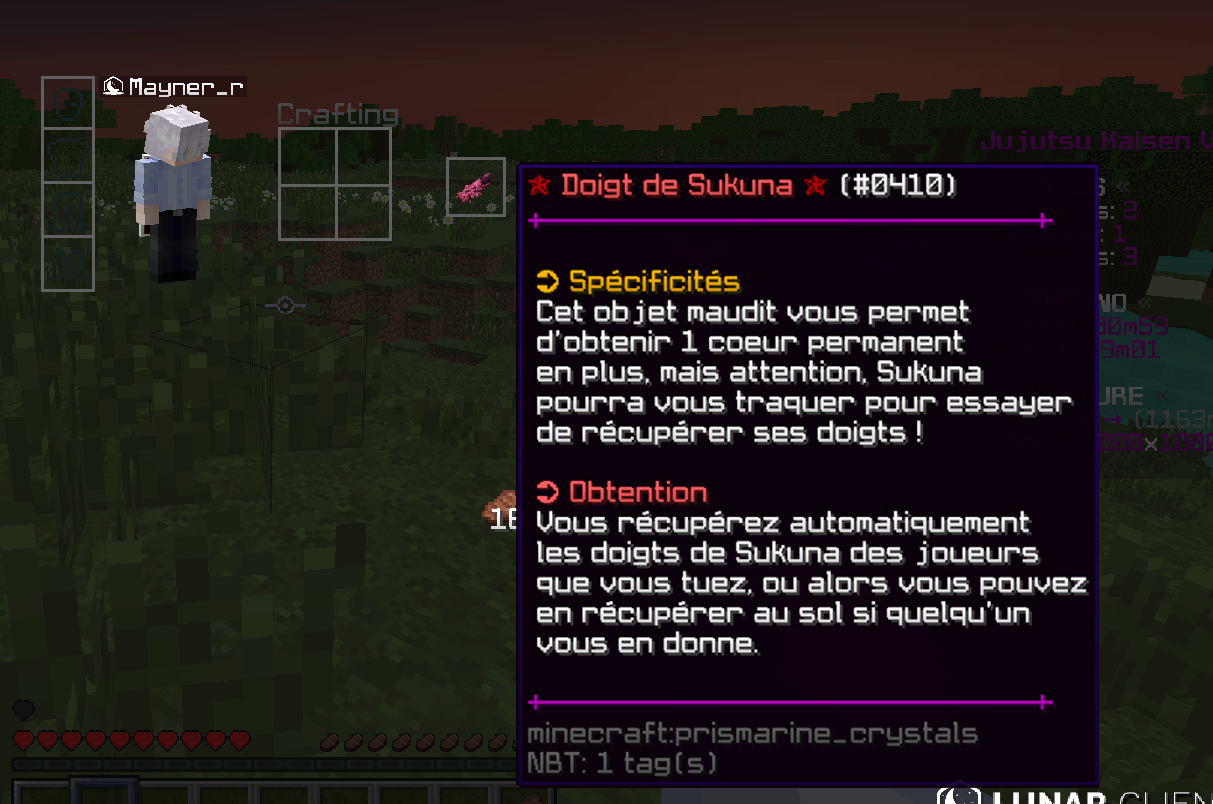 Mayner_r
Crafting
Jujutsu Kaisen
★ Doigt de Sukuna ★ (#0410)
➲ Spécificités
Cet objet maudit vous permet
d'obtenir 1 coeur permanent
en plus, mais attention, Sukuna
pourra vous traquer pour essayer
de récupérer ses doigts !
➲ Obtention
Vous récupérez automatiquement
les doigts de Sukuna des joueurs
que vous tuez, ou alors vous pouvez
en récupérer au sol si quelqu'un
vous en donne.
minecraft:prismarine_crystals
NBT: 1 tag(s)
LUNAR CLIEN